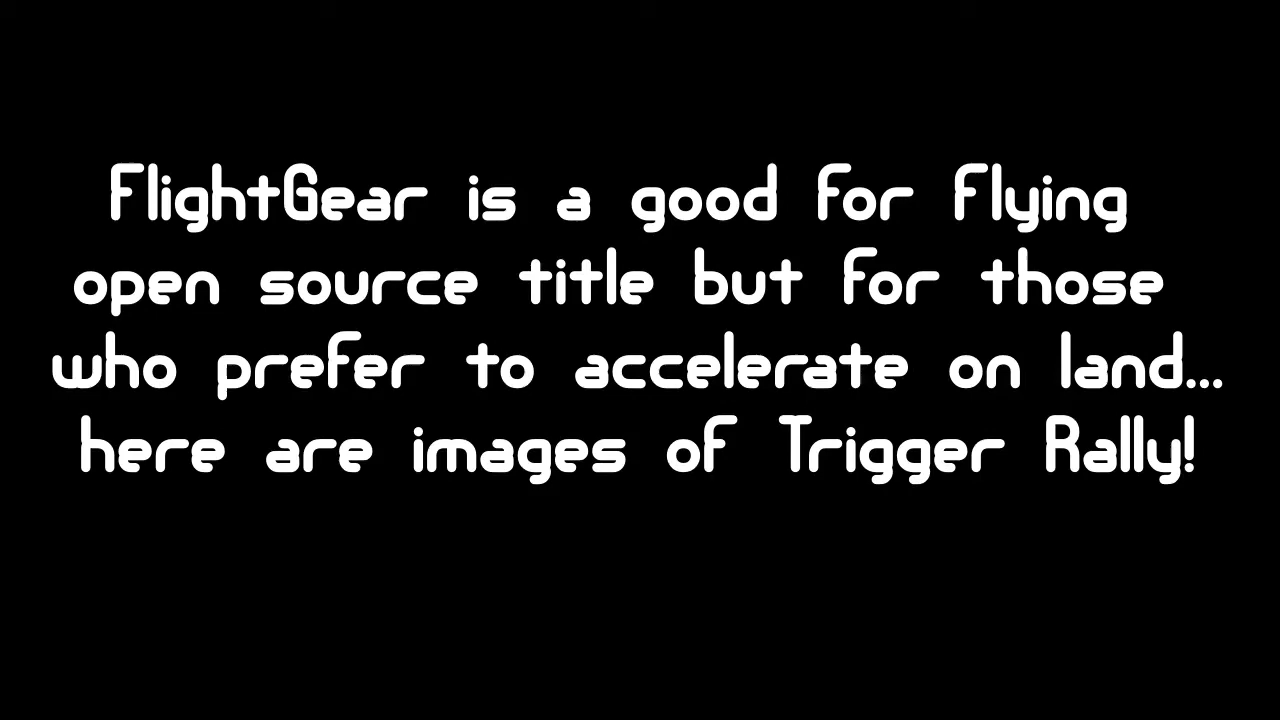 FlightGear is a good for flying
open source title but for those
who prefer to accelerate on land...
here are images of Trigger Rally!